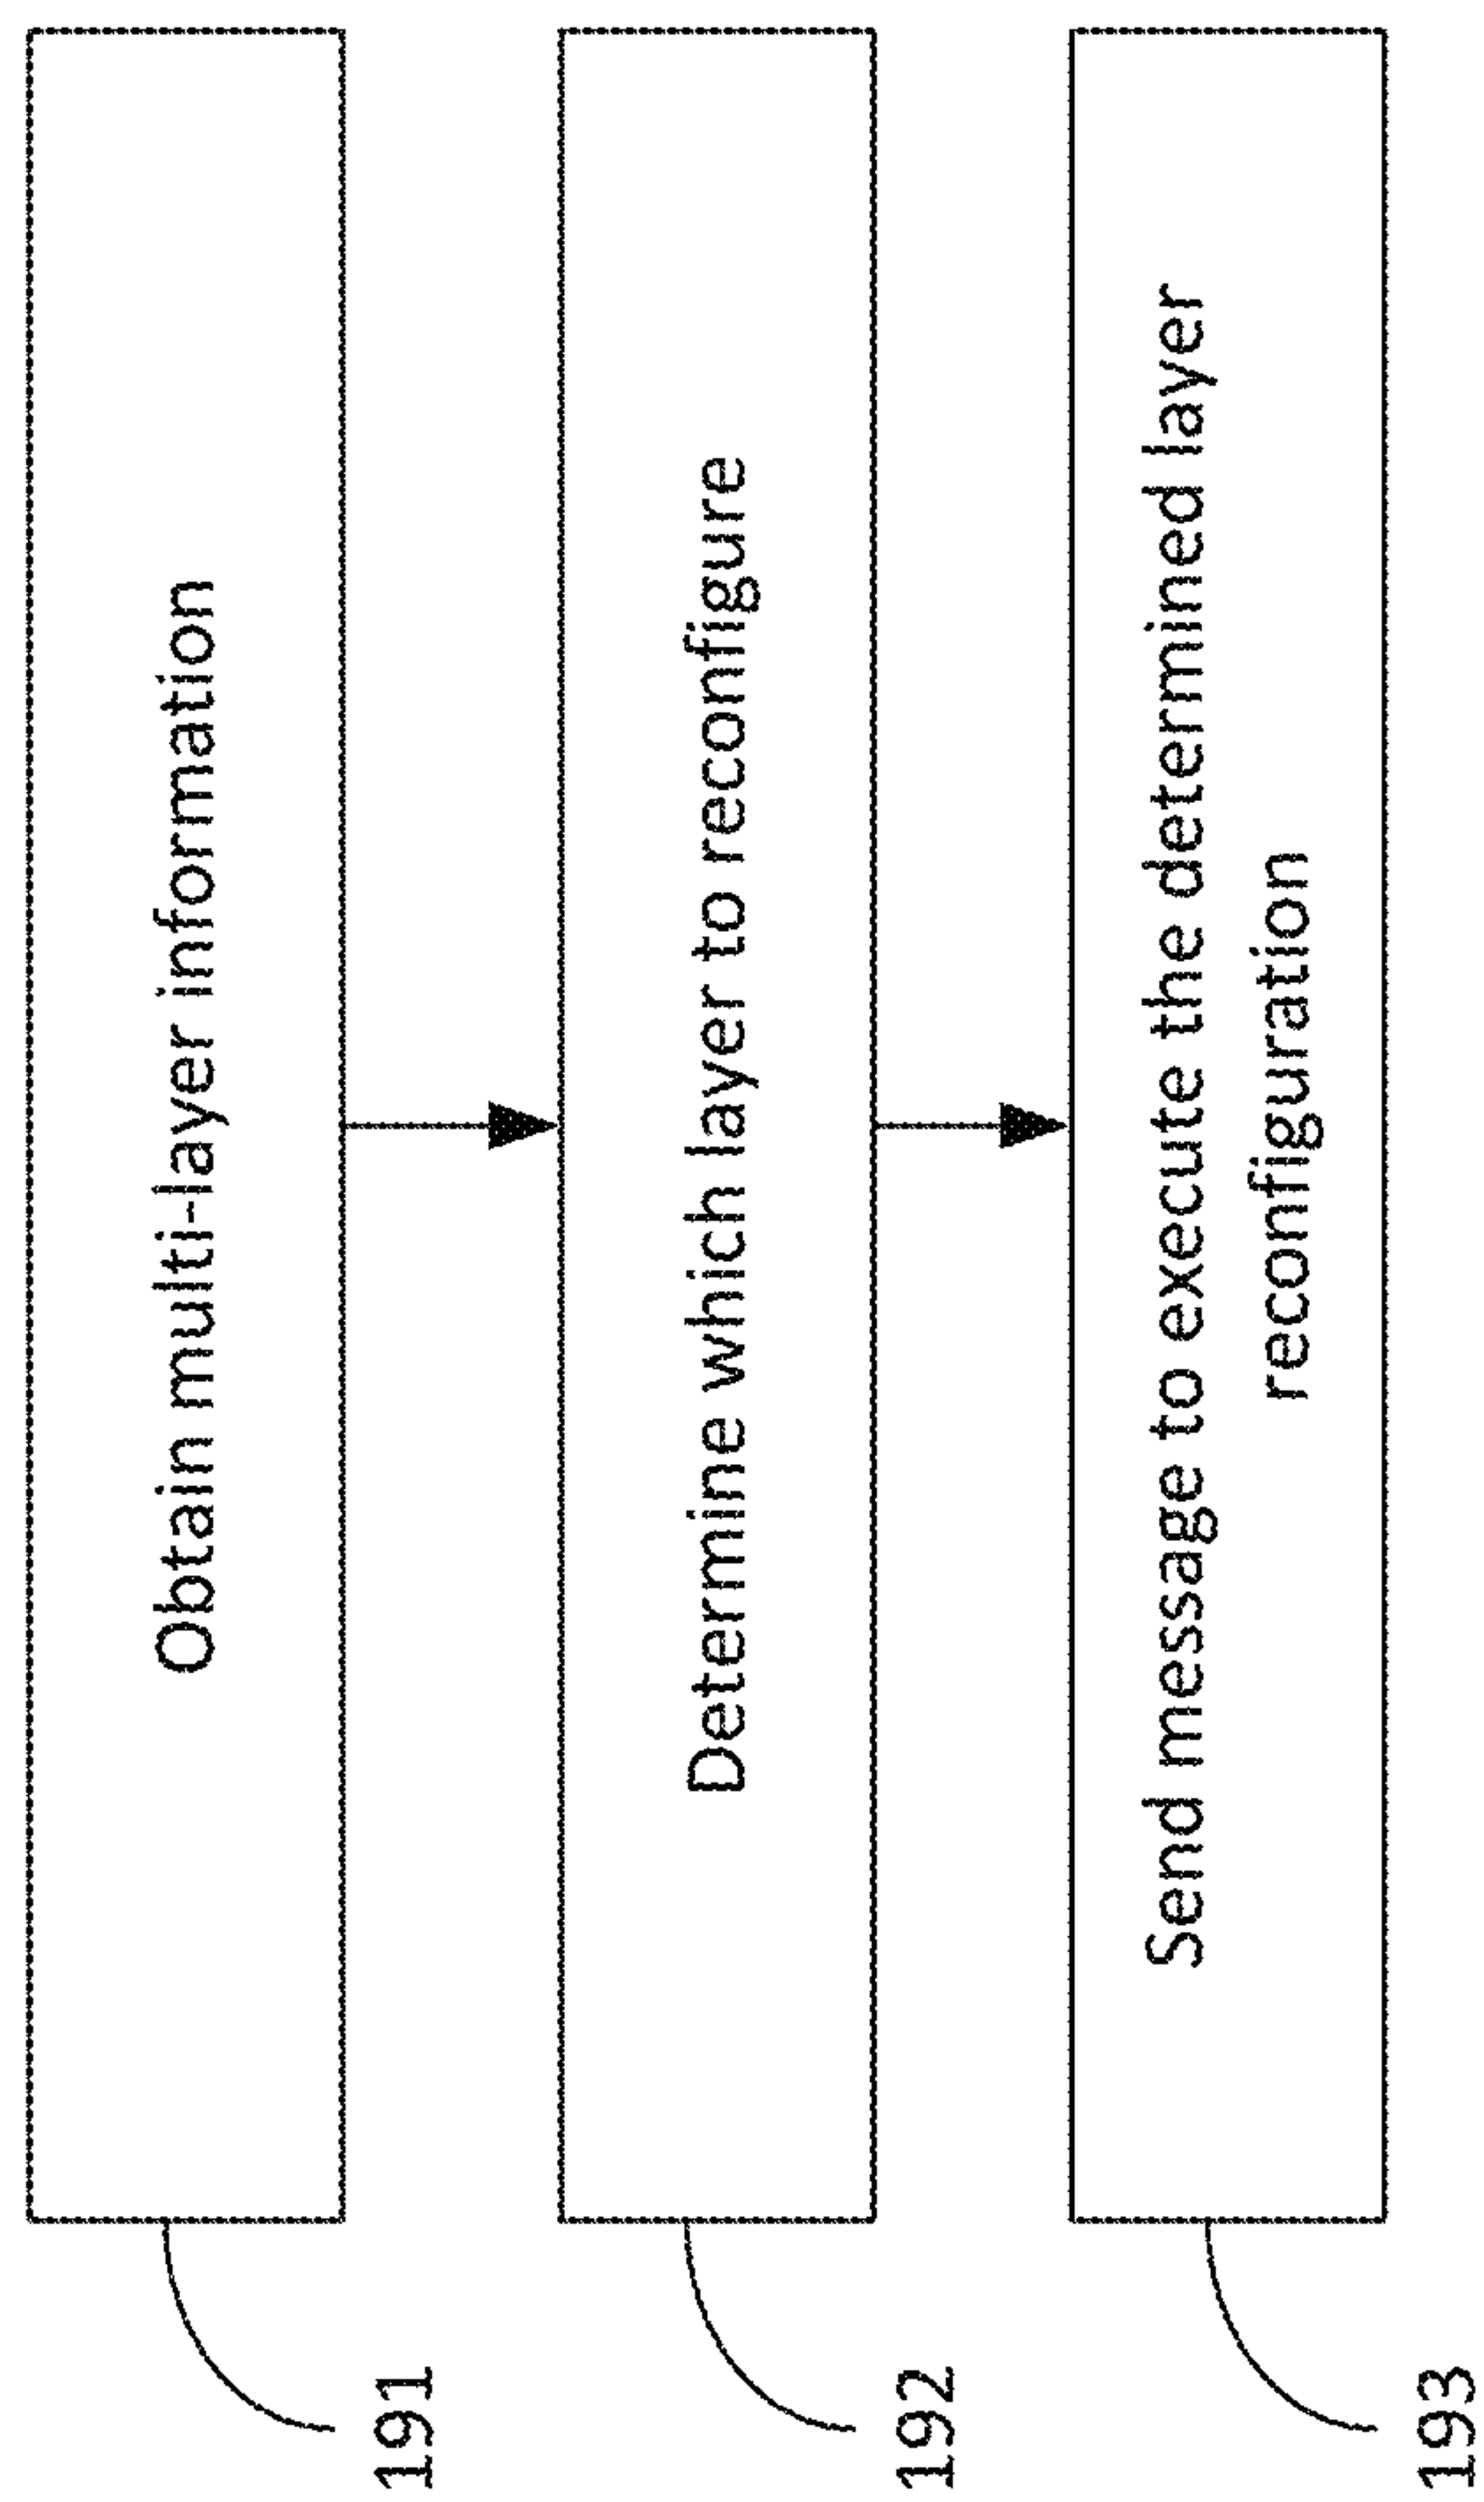 Obtain multi-layer information
191
Determine which layer to reconfigure
192
Send message to execute the determined layer
reconfiguration
193